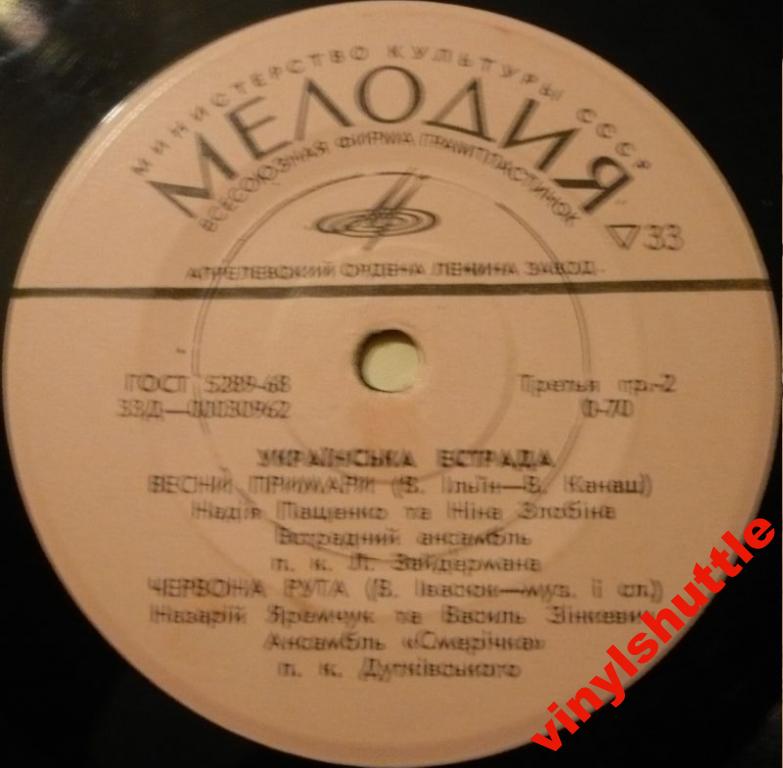 МИНИСТЕРСТВО КУЛЬТУРЫ СССР
МЕЛОДИЯ
ВСЕСОЮЗНАЯ ФИРМА ГРАМПЛАСТИНОК
33
АПРЕЛЕВСКИЙ ОРДЕНА ЛЕНИНА ЗАВОД
ГОСТ 5289-68
Третья гр.-2
33Д—00030962
0-70
УКРАЇНСЬКА ЕСТРАДА
ВЕСНИ ПРИМАРИ (В. Ільїн—В. Канащ)
Надія Пащенко та Ніна Злобіна
Естрадний ансамбль
п. к. Л. Зайдермана
ЧЕРВОНА РУТА (В. Івасюк—муз. і сл.)
Назарій Яремчук та Василь Зінкевич
Ансамбль «Смерічка»
п. к. Дутківського
vinylshuttle